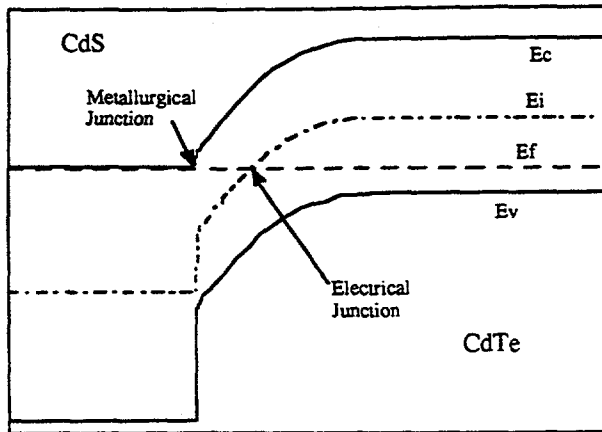 CdS
Ec
Metallurgical
Junction
Ei
Ef
Ev
Electrical
Junction
CdTe